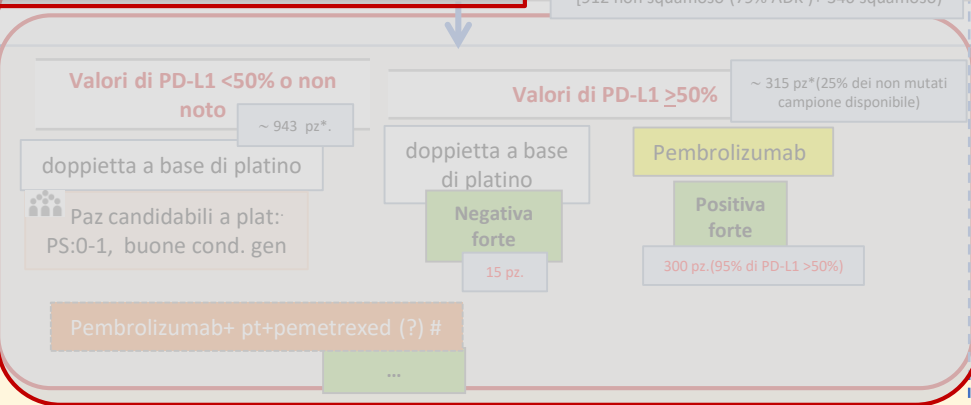 [912 non squamoso (75% ADK )+ 346 squamoso)
Valori di PD-L1 <50% o non
noto
~ 943 pz*.
doppietta a base di platino
Paz candidabili a plat:
PS:0-1, buone cond. gen
Valori di PD-L1 >50%
~ 315 pz*(25% dei non mutati
campione disponibile)
doppietta a base
di platino
Negativa
forte
15 pz.
Pembrolizumab
Positiva
forte
300 pz.(95% di PD-L1 >50%)
Pembrolizumab+ pt+pemetrexed (?) #
...